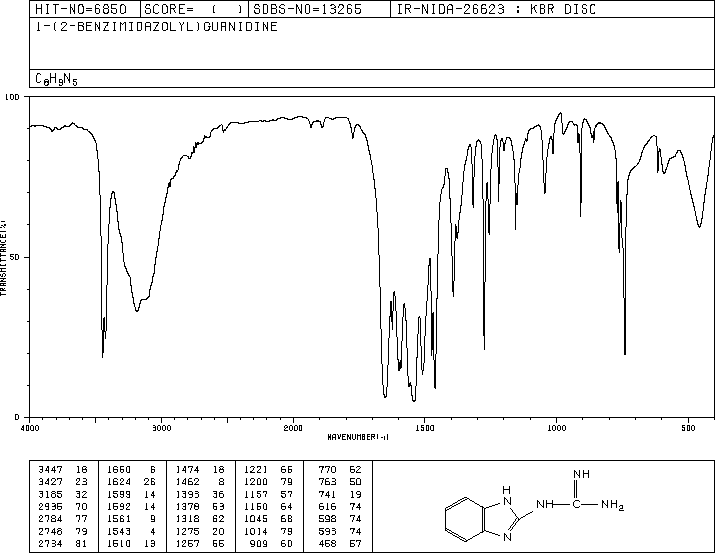 HIT-NO=6850 SCORE= ( ) SDBS-NO=13265 IR-NIDA-26623 : KBR DISC
1-(2-BENZIMIDAZOLYL)GUANIDINE
C8H9N5
100
50
0
TRANSMITTANCE(%)
4000 3000 2000 1500 1000 500
WAVENUMBER(-1)
3447 18 1650 6 1474 18 1221 66 770 62
3427 23 1624 26 1462 8 1200 79 763 50
3185 32 1599 14 1393 36 1157 57 741 19
2935 70 1592 14 1378 53 1150 64 616 74
2784 77 1561 9 1318 62 1045 68 598 74
2746 79 1543 4 1275 20 1014 79 593 74
2734 81 1510 13 1257 55 909 60 458 57
NH
H
N
NH C NH2
N